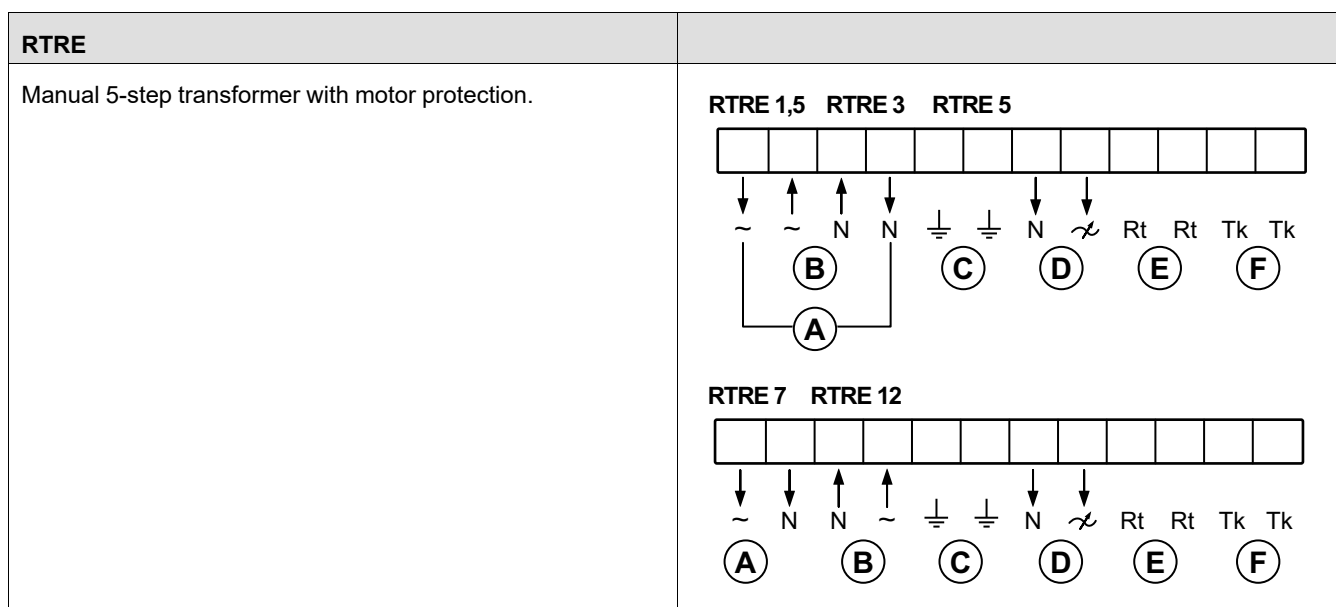 RTRE
Manual 5-step transformer with motor protection.
RTRE 1,5 RTRE 3 RTRE 5
~ ~ N N N Rt Rt Tk Tk
B C D E F
A
RTRE 7 RTRE 12
~ N N ~ N Rt Rt Tk Tk
A B C D E F